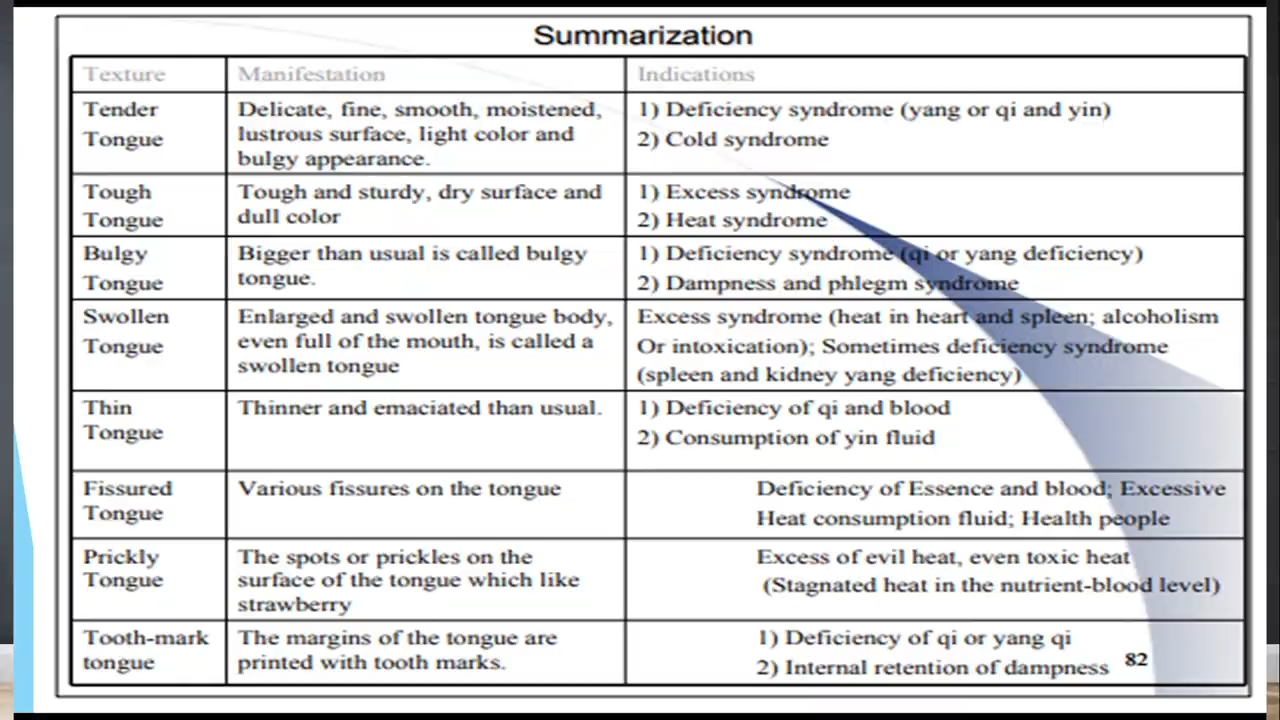 Summarization
Texture Manifestation Indications
Tender
Tongue
Delicate, fine, smooth, moistened,
lustrous surface, light color and
bulgy appearance.
1) Deficiency syndrome (yang or qi and yin)
2) Cold syndrome
Tough
Tongue
Tough and sturdy, dry surface and
dull color
1) Excess syndrome
2) Heat syndrome
Bulgy
Tongue
Bigger than usual is called bulgy
tongue.
1) Deficiency syndrome (qi or yang deficiency)
2) Dampness and phlegm syndrome
Swollen
Tongue
Enlarged and swollen tongue body,
even full of the mouth, is called a
swollen tongue
Excess syndrome (heat in heart and spleen; alcoholism
Or intoxication); Sometimes deficiency syndrome
(spleen and kidney yang deficiency)
Thin
Tongue
Thinner and emaciated than usual.
1) Deficiency of qi and blood
2) Consumption of yin fluid
Fissured
Tongue
Various fissures on the tongue
Deficiency of Essence and blood; Excessive
Heat consumption fluid; Health people
Prickly
Tongue
The spots or prickles on the
surface of the tongue which like
strawberry
Excess of evil heat, even toxic heat
(Stagnated heat in the nutrient-blood level)
Tooth-mark
tongue
The margins of the tongue are
printed with tooth marks.
1) Deficiency of qi or yang qi
2) Internal retention of dampness
82